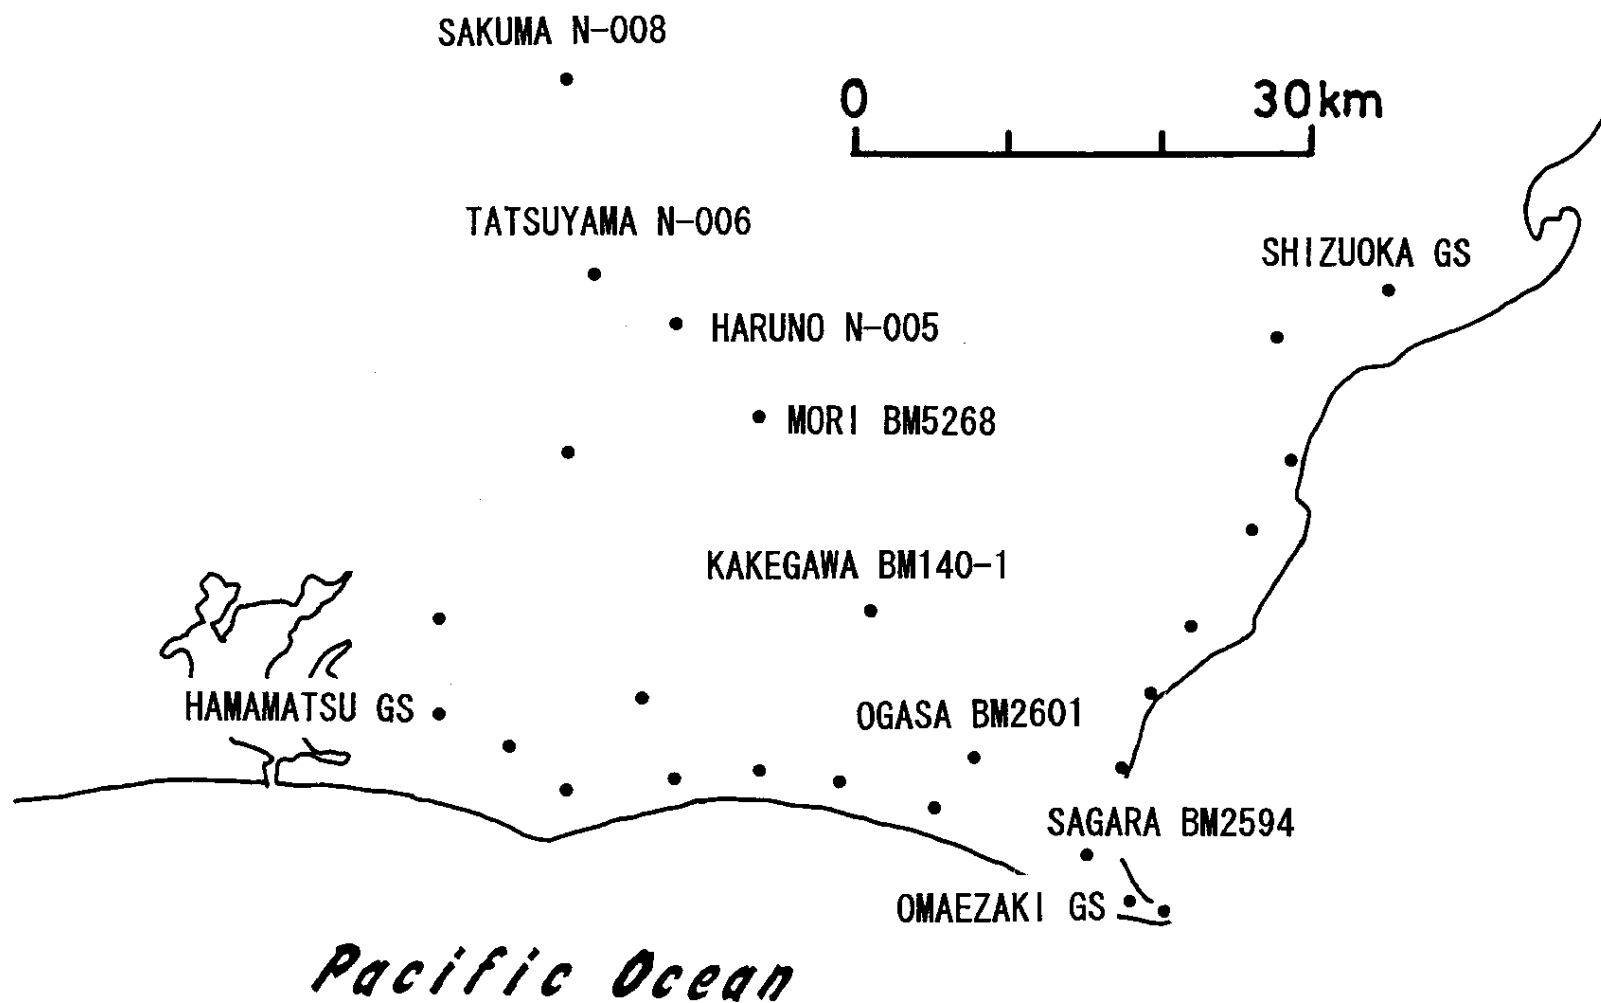 SAKUMA N-008
0 30km
TATSUYAMA N-006
SHIZUOKA GS
HARUNO N-005
MORI BM5268
KAKEGAWA BM140-1
HAMAMATSU GS
OGASA BM2601
SAGARA BM2594
OMAEZAKI GS
Pacific Ocean